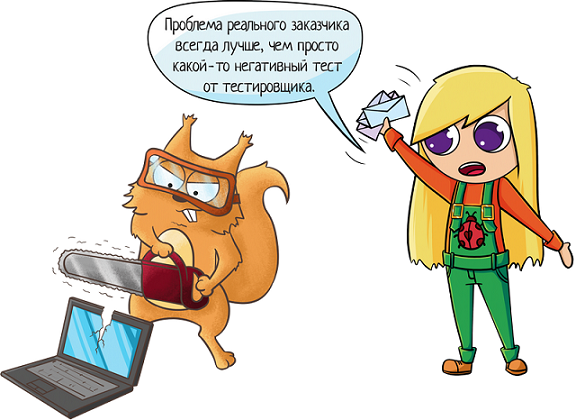 Проблема реального заказчика
всегда лучше, чем просто
какой-то негативный тест
от тестировщика.